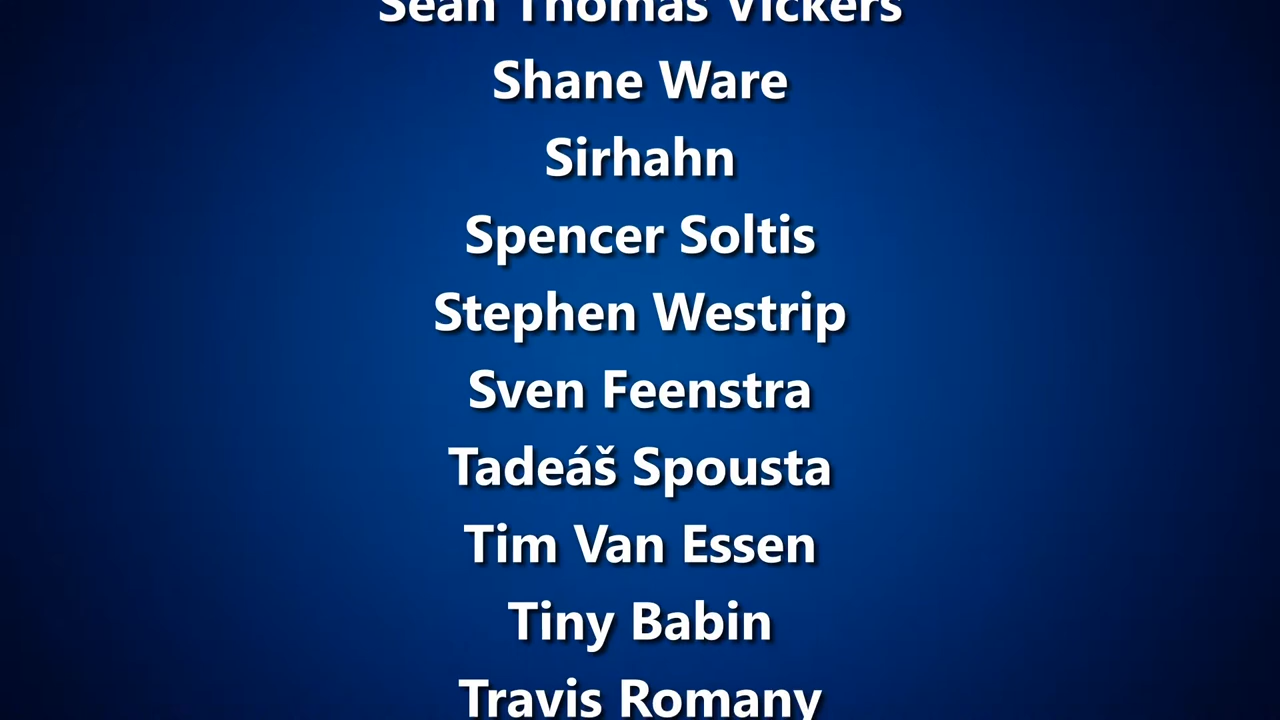 Sean Thomas Vickers
Shane Ware
Sirhahn
Spencer Soltis
Stephen Westrip
Sven Feenstra
Tadeáš Spousta
Tim Van Essen
Tiny Babin
Travis Romany